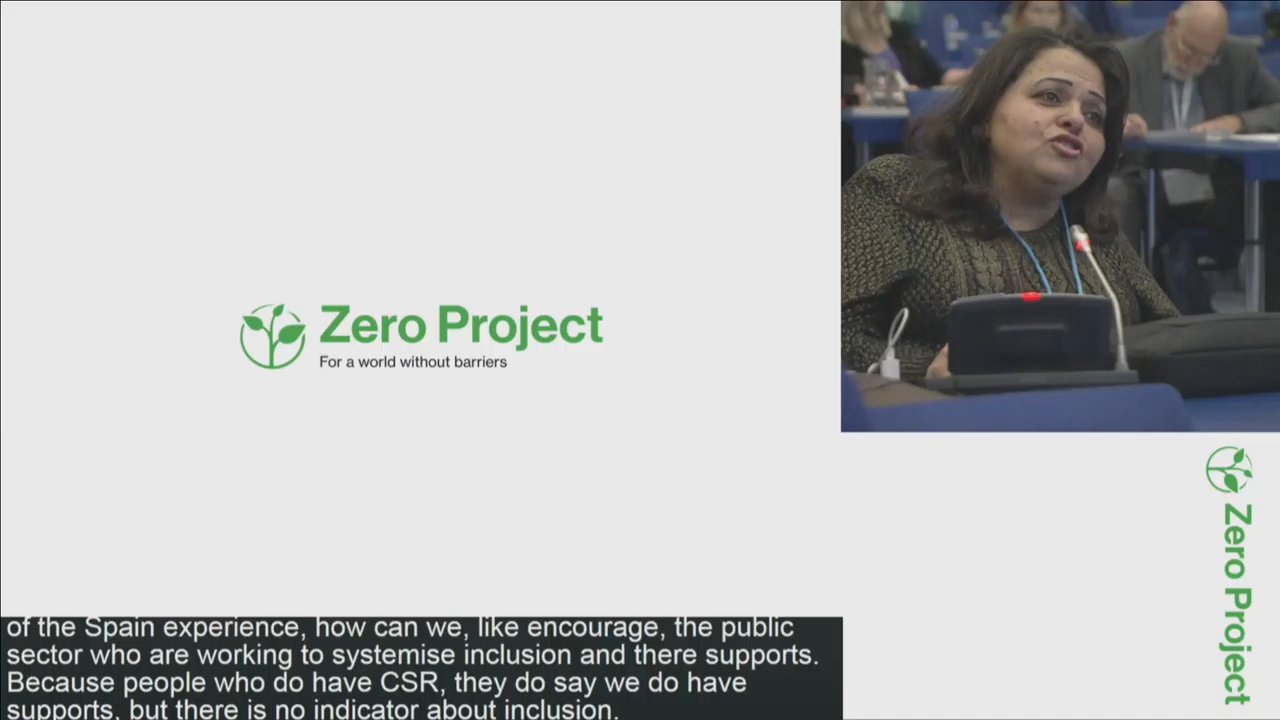 Zero Project
For a world without barriers
Zero Project
of the Spain experience, how can we, like encourage, the public
sector who are working to systemise inclusion and there supports.
Because people who do have CSR, they do say we do have
supports, but there is no indicator about inclusion.